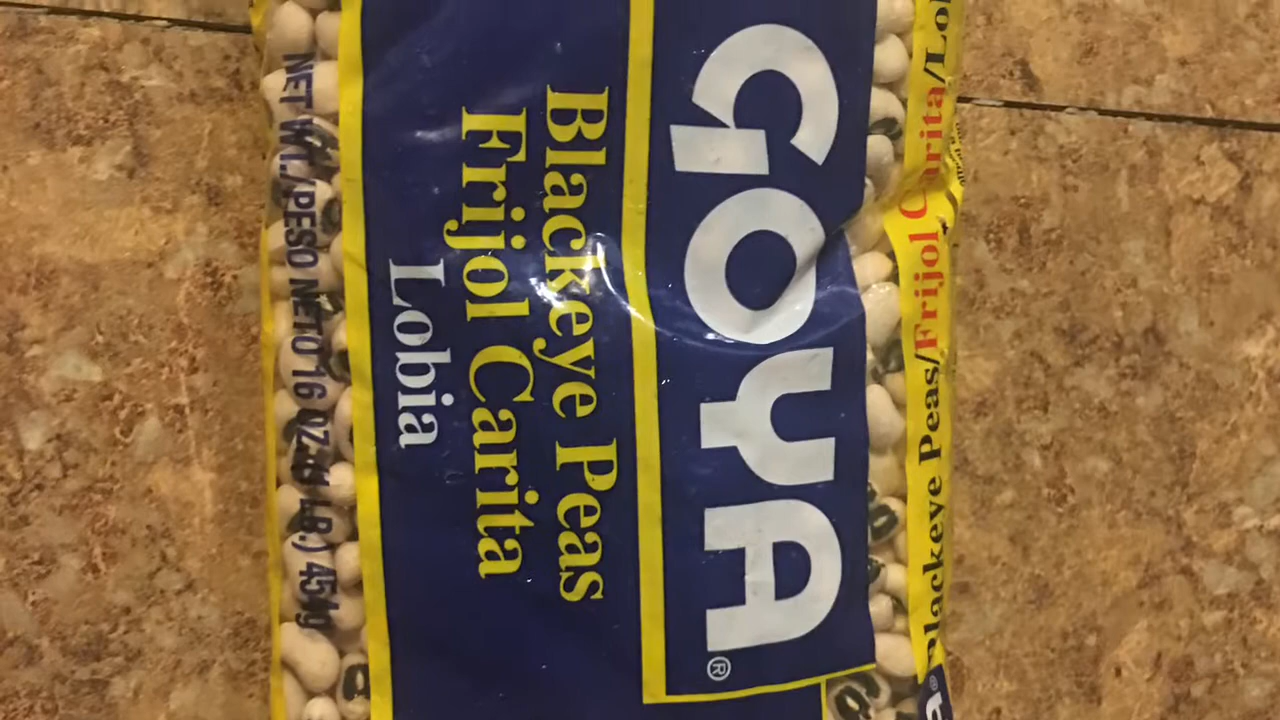 Blackeye Peas/Frijol Carita/Lo
GOYA®
Blackeye Peas
Frijol Carita
Lobia
NET WT./PESO NETO 16 OZ. (1 LB.) 454g